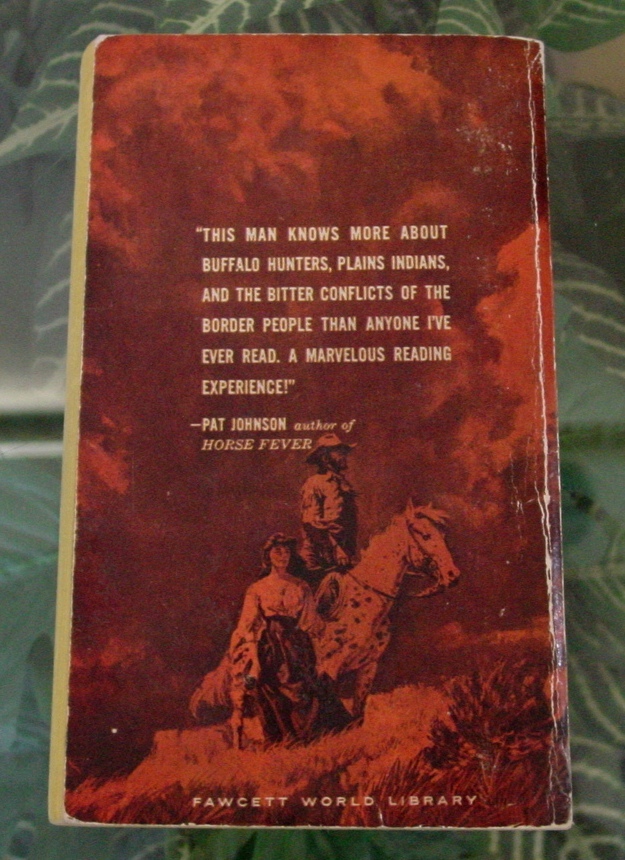 "THIS MAN KNOWS MORE ABOUT
BUFFALO HUNTERS, PLAINS INDIANS,
AND THE BITTER CONFLICTS OF THE
BORDER PEOPLE THAN ANYONE I'VE
EVER READ. A MARVELOUS READING
EXPERIENCE!"
—PAT JOHNSON author of
HORSE FEVER
FAWCETT WORLD LIBRARY